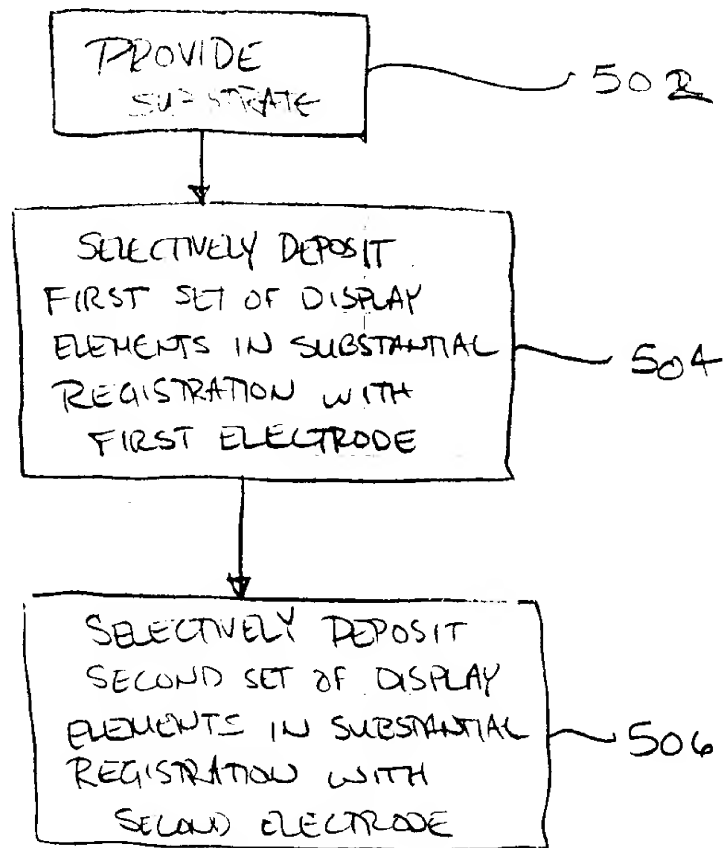 PROVIDE
SUBSTRATE
502
SELECTIVELY DEPOSIT
FIRST SET OF DISPLAY
ELEMENTS IN SUBSTANTIAL
REGISTRATION WITH
FIRST ELECTRODE
504
SELECTIVELY DEPOSIT
SECOND SET OF DISPLAY
ELEMENTS IN SUBSTANTIAL
REGISTRATION WITH
SECOND ELECTRODE
506